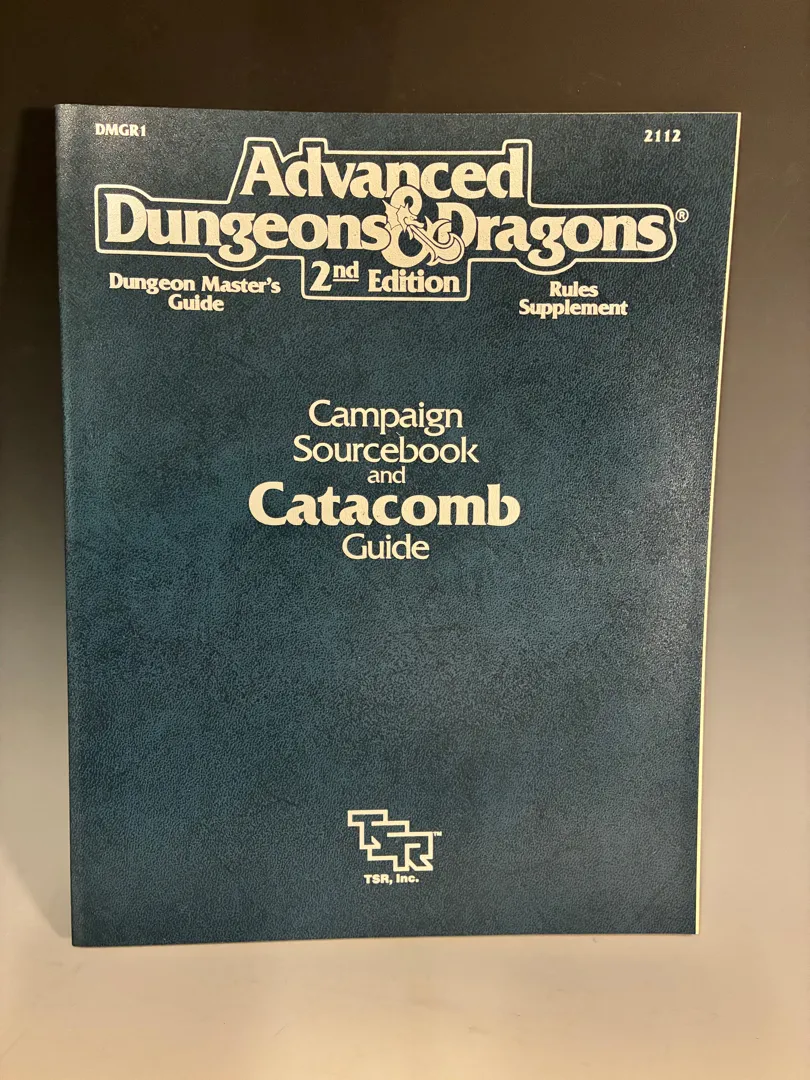 DMGR1
2112
Advanced
Dungeons & Dragons®
2nd Edition
Dungeon Master's
Guide
Rules
Supplement
Campaign
Sourcebook
and
Catacomb
Guide
TSR™
TSR, Inc.